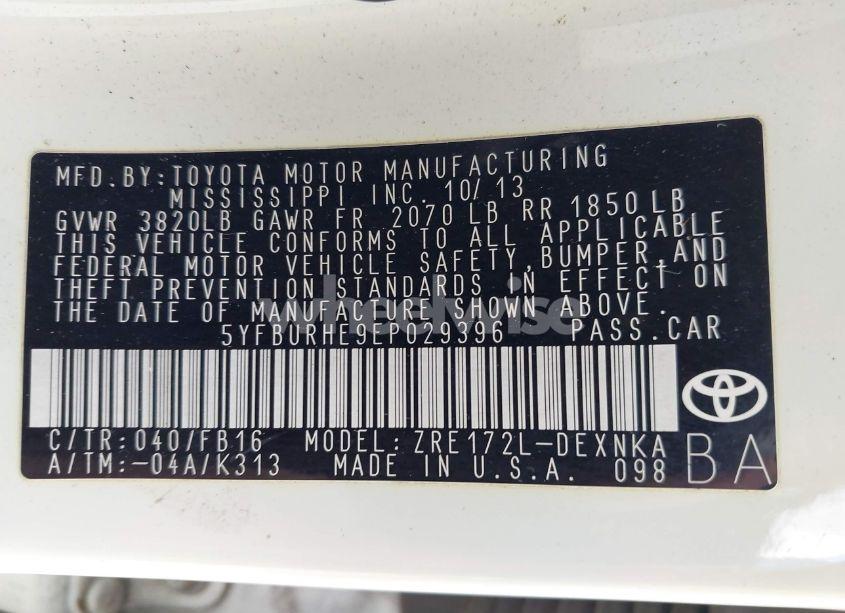 MFD.BY:TOYOTA MOTOR MANUFACTURING
MISSISSIPPI INC. 10/13
GVWR 3820LB GAWR FR 2070 LB RR 1850 LB
THIS VEHICLE CONFORMS TO ALL APPLICABLE
FEDERAL MOTOR VEHICLE SAFETY,BUMPER,AND
THEFT PREVENTION STANDARDS IN EFFECT ON
THE DATE OF MANUFACTURE SHOWN ABOVE.
wheelwise
5YFBURHE9EP029396 PASS.CAR
C/TR:040/FB16 MODEL:ZRE172L-DEXNKA
A/TM:-04A/K313 MADE IN U.S.A. 098 BA